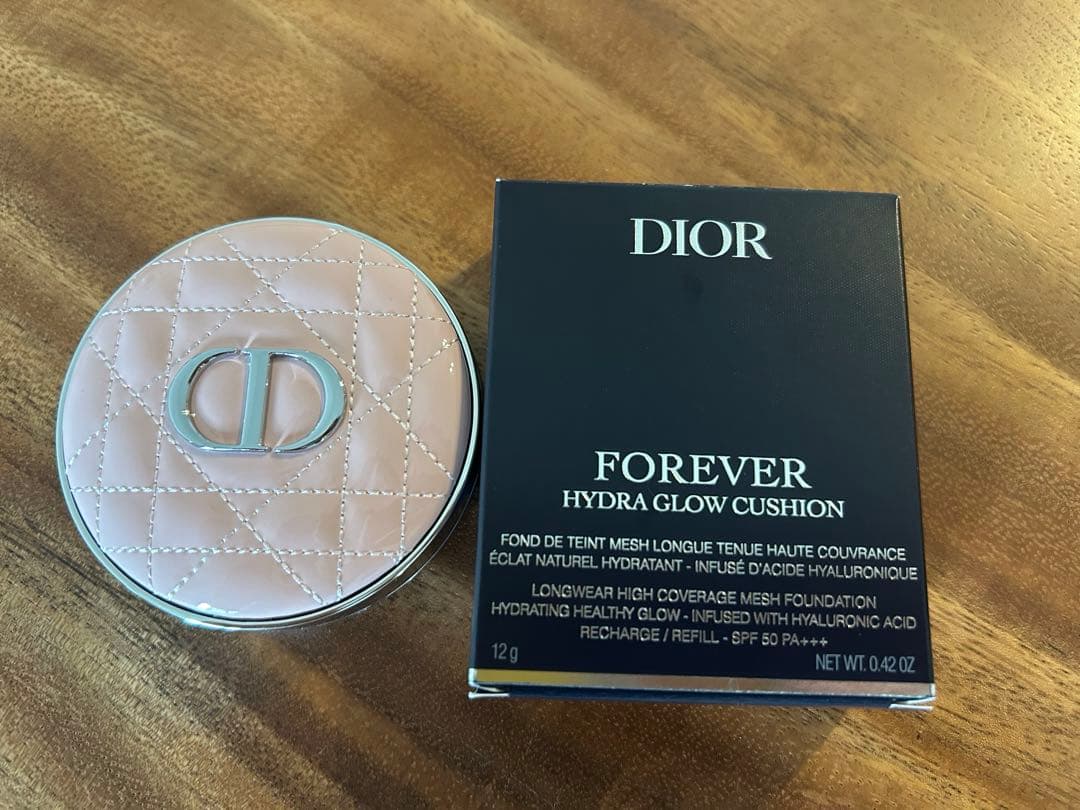 CD
DIOR
FOREVER
HYDRA GLOW CUSHION
FOND DE TEINT MESH LONGUE TENUE HAUTE COUVRANCE
ÉCLAT NATUREL HYDRATANT - INFUSÉ D'ACIDE HYALURONIQUE
LONGWEAR HIGH COVERAGE MESH FOUNDATION
HYDRATING HEALTHY GLOW - INFUSED WITH HYALURONIC ACID
RECHARGE / REFILL - SPF 50 PA+++
12 g
NET WT. 0.42 OZ